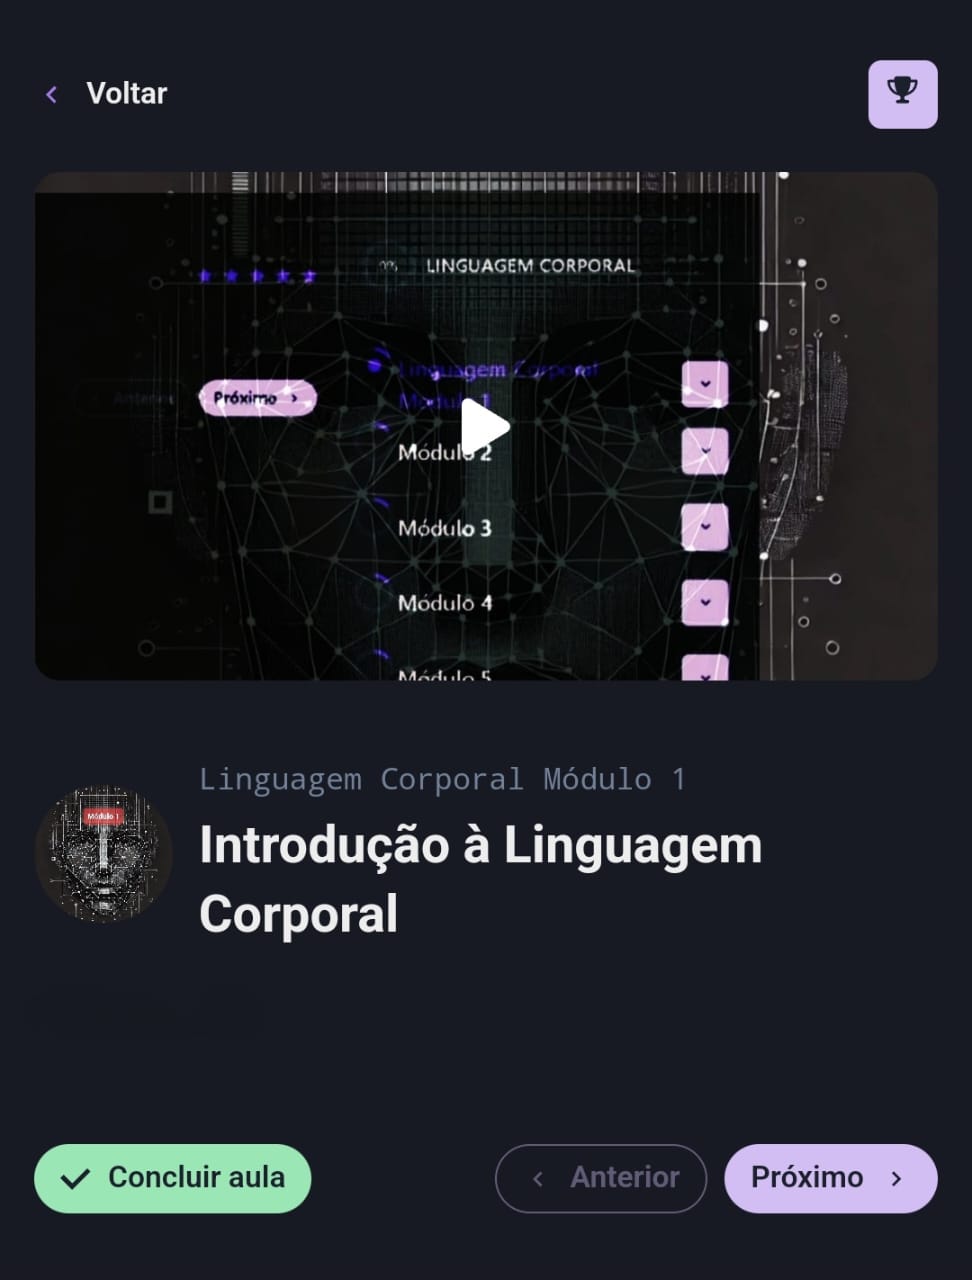 Voltar
LINGUAGEM CORPORAL
Linguagem Corporal
Módulo 1
Anterior
Próximo
Módulo 2
Módulo 3
Módulo 4
Módulo 5
Linguagem Corporal Módulo 1
Módulo 1
Introdução à Linguagem
Corporal
Concluir aula
Anterior
Próximo